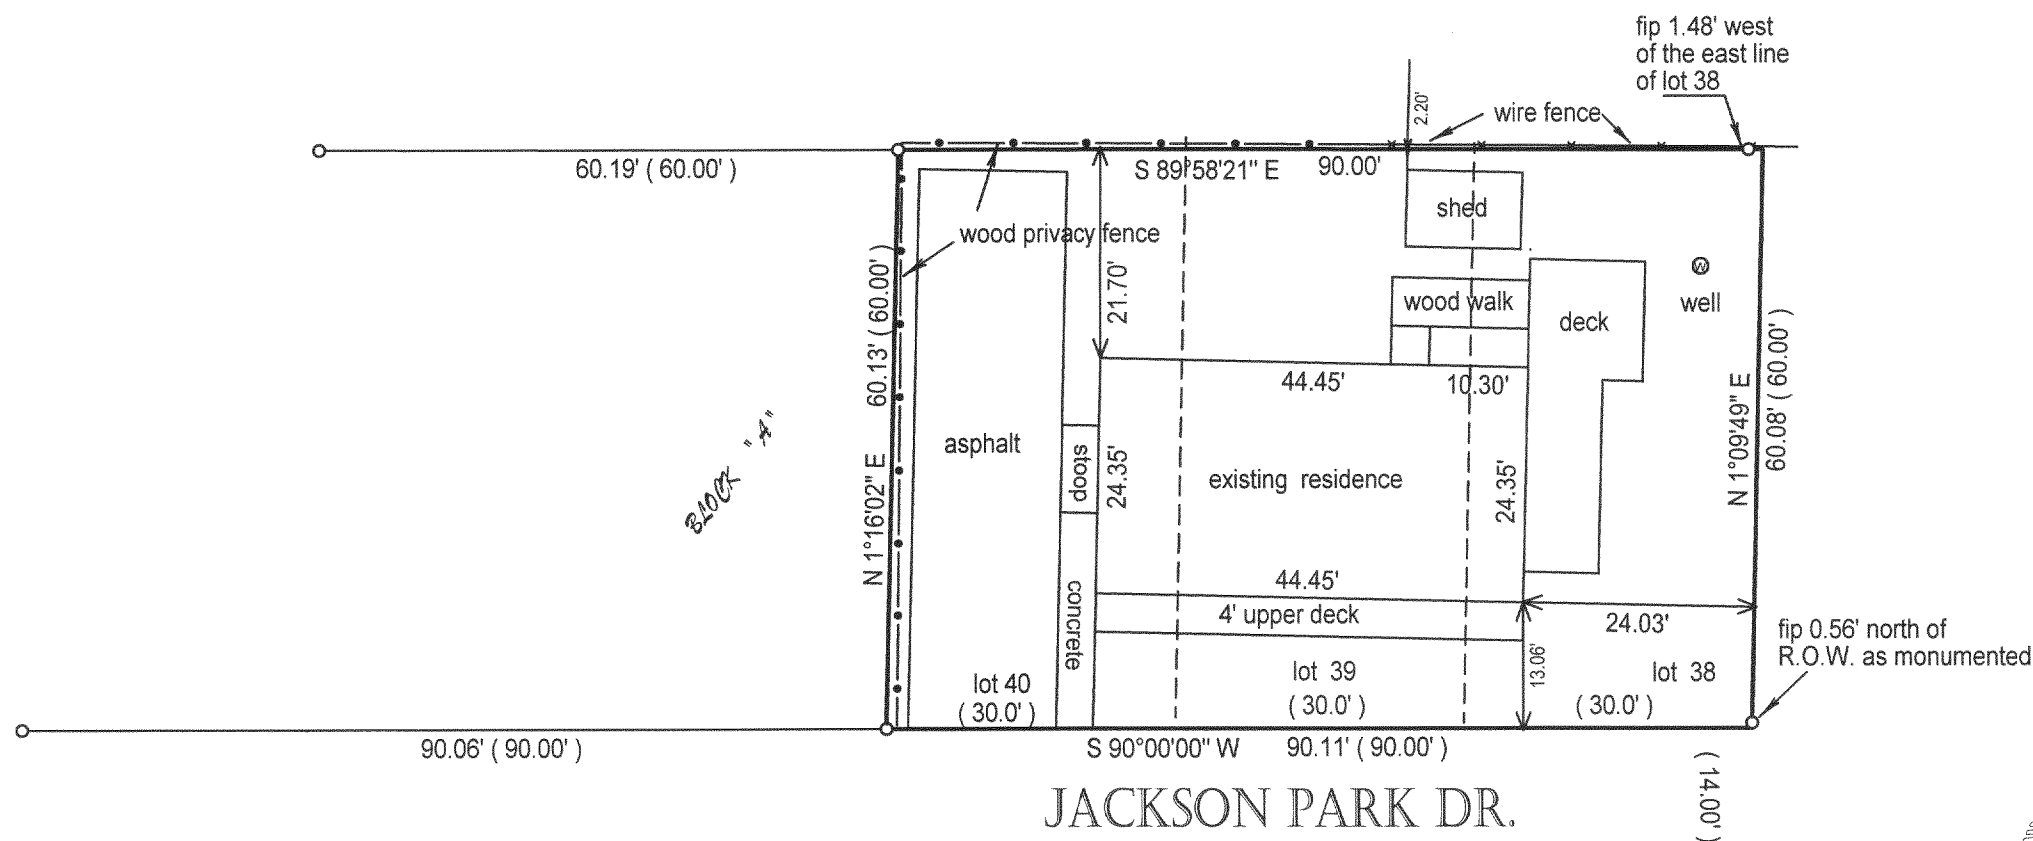 fip 1.48' west
of the east line
of lot 38
2.20'
wire fence
60.19' ( 60.00' )
S 89°58'21" E 90.00'
shed
wood privacy fence
W
well
21.70'
wood walk
deck
60.13' ( 60.00' )
N 1°16'02" E
44.45'
10.30'
N 1°09'49" E
60.08' ( 60.00' )
BLOCK "A"
asphalt
stoop
24.35'
existing residence
24.35'
44.45'
4' upper deck
concrete
24.03'
13.06'
fip 0.56' north of
R.O.W. as monumented
lot 40
( 30.0' )
lot 39
( 30.0' )
lot 38
( 30.0' )
90.06' ( 90.00' )
S 90°00'00" W 90.11' ( 90.00' )
( 14.00' )
JACKSON PARK DR.